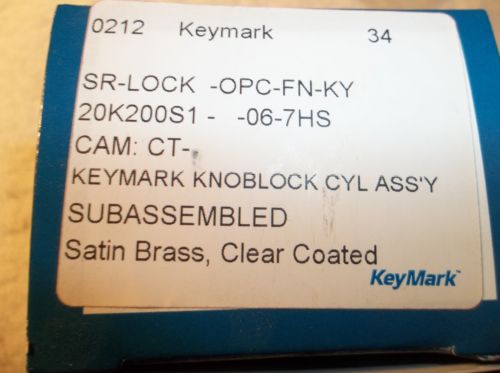 0212 Keymark 34
SR-LOCK -OPC-FN-KY
20K200S1 - -06-7HS
CAM: CT-
KEYMARK KNOBLOCK CYL ASS'Y
SUBASSEMBLED
Satin Brass, Clear Coated
KeyMark™